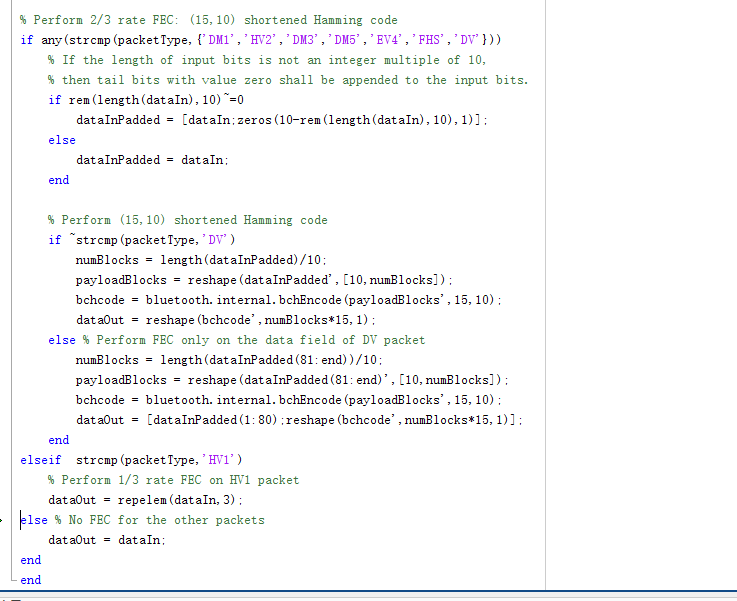 % Perform 2/3 rate FEC: (15,10) shortened Hamming code
if any(strcmp(packetType,{'DM1','HV2','DM3','DM5','EV4','FHS','DV'}))
% If the length of input bits is not an integer multiple of 10,
% then tail bits with value zero shall be appended to the input bits.
if rem(length(dataIn),10)~=0
dataInPadded = [dataIn;zeros(10-rem(length(dataIn),10),1)];
else
dataInPadded = dataIn;
end
% Perform (15,10) shortened Hamming code
if ~strcmp(packetType,'DV')
numBlocks = length(dataInPadded)/10;
payloadBlocks = reshape(dataInPadded',[10,numBlocks]);
bchcode = bluetooth.internal.bchEncode(payloadBlocks',15,10);
dataOut = reshape(bchcode',numBlocks*15,1);
else % Perform FEC only on the data field of DV packet
numBlocks = length(dataInPadded(81:end))/10;
payloadBlocks = reshape(dataInPadded(81:end)',[10,numBlocks]);
bchcode = bluetooth.internal.bchEncode(payloadBlocks',15,10);
dataOut = [dataInPadded(1:80);reshape(bchcode',numBlocks*15,1)];
end
elseif  strcmp(packetType,'HV1')
% Perform 1/3 rate FEC on HV1 packet
dataOut = repelem(dataIn,3);
else % No FEC for the other packets
dataOut = dataIn;
end
end